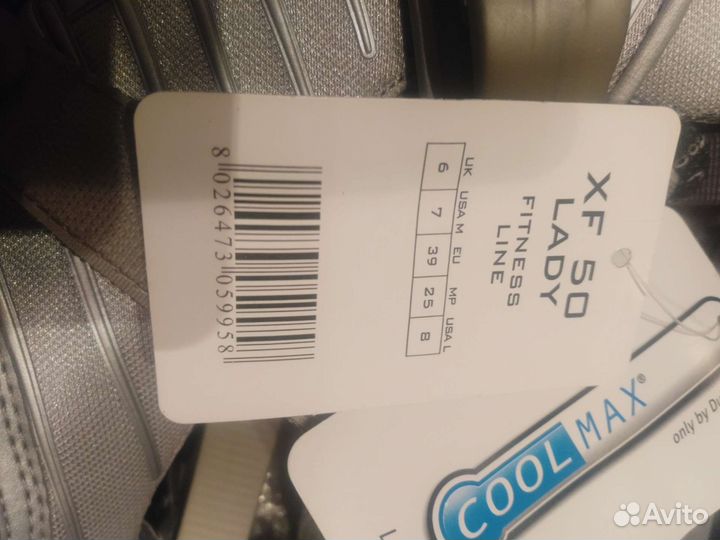 XF 50
LADY
FITNESS
LINE
UK USA M EU MP USA L
6 7 39 25 8
8 026473 059958
COOLMAX®
only by Du
Avito